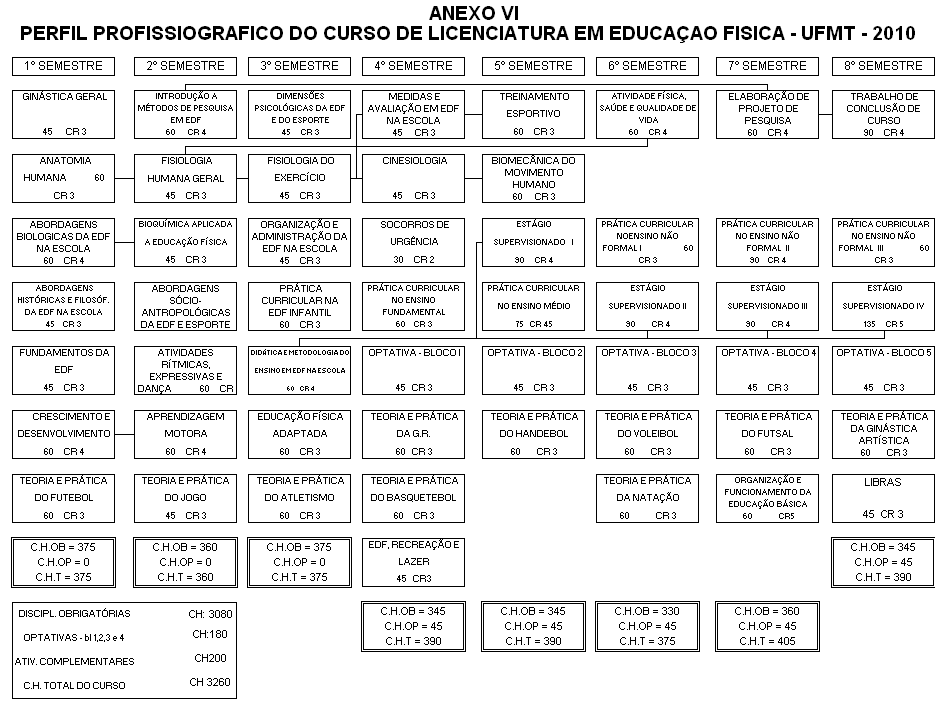 ANEXO VI
PERFIL PROFISSIOGRAFICO DO CURSO DE LICENCIATURA EM EDUCAÇAO FISICA - UFMT - 2010
1º SEMESTRE
2º SEMESTRE
3º SEMESTRE
4º SEMESTRE
5º SEMESTRE
6º SEMESTRE
7º SEMESTRE
8º SEMESTRE
GINÁSTICA GERAL
45 CR 3
INTRODUÇÃO A
MÉTODOS DE PESQUISA
EM EDF
60 CR 4
DIMENSÕES
PSICOLÓGICAS DA EDF
E DO ESPORTE
45 CR 3
MEDIDAS E
AVALIAÇÃO EM EDF
NA ESCOLA
45 CR 3
TREINAMENTO
ESPORTIVO
60 CR 3
ATIVIDADE FÍSICA,
SAÚDE E QUALIDADE DE
VIDA
60 CR 4
ELABORAÇÃO DE
PROJETO DE
PESQUISA
60 CR 4
TRABALHO DE
CONCLUSÃO DE
CURSO
90 CR 4
ANATOMIA
HUMANA 60
CR 3
FISIOLOGIA
HUMANA GERAL
45 CR 3
FISIOLOGIA DO
EXERCÍCIO
45 CR 3
CINESIOLOGIA
45 CR 3
BIOMECÂNICA DO
MOVIMENTO
HUMANO
60 CR 3
ABORDAGENS
BIOLOGICAS DA EDF
NA ESCOLA
60 CR 4
BIOQUÍMICA APLICADA
A EDUCAÇÃO FÍSICA
45 CR 3
ORGANIZAÇÃO E
ADMINISTRAÇÃO DA
EDF NA ESCOLA
45 CR 3
SOCORROS DE
URGÊNCIA
30 CR 2
ESTÁGIO
SUPERVISIONADO I
90 CR 4
PRÁTICA CURRICULAR
NOENSINO NÃO
FORMAL I 60
CR 3
PRÁTICA CURRICULAR
NO ENSINO NÃO
FORMAL II
90 CR 4
PRÁTICA CURRICULAR
NO ENSINO NÃO
FORMAL III 60
CR 3
ABORDAGENS
HISTÓRICAS E FILOSÓF.
DA EDF NA ESCOLA
45 CR 3
ABORDAGENS
SÓCIO-
ANTROPOLÓGICAS
DA EDF E ESPORTE
PRÁTICA
CURRICULAR NA
EDF INFANTIL
60 CR 3
PRÁTICA CURRICULAR
NO ENSINO
FUNDAMENTAL
60 CR 3
PRÁTICA CURRICULAR
NO ENSINO MÉDIO
75 CR 45
ESTÁGIO
SUPERVISIONADO II
90 CR 4
ESTÁGIO
SUPERVISIONADO III
90 CR 4
ESTÁGIO
SUPERVISIONADO IV
135 CR 5
FUNDAMENTOS DA
EDF
45 CR 3
ATIVIDADES
RÍTMICAS,
EXPRESSIVAS E
DANÇA 60 CR
DIDÁTICA E METODOLOGIA DO
ENSINO EM EDF NA ESCOLA
60 CR 4
OPTATIVA - BLOCO I
45 CR 3
OPTATIVA - BLOCO 2
45 CR 3
OPTATIVA - BLOCO 3
45 CR 3
OPTATIVA - BLOCO 4
45 CR 3
OPTATIVA - BLOCO 5
45 CR 3
CRESCIMENTO E
DESENVOLVIMENTO
60 CR 4
APRENDIZAGEM
MOTORA
60 CR 4
EDUCAÇÃO FÍSICA
ADAPTADA
60 CR 3
TEORIA E PRÁTICA
DA G.R.
60 CR 3
TEORIA E PRÁTICA
DO HANDEBOL
60 CR 3
TEORIA E PRÁTICA
DO VOLEIBOL
60 CR 3
TEORIA E PRÁTICA
DO FUTSAL
60 CR 3
TEORIA E PRÁTICA
DA GINÁSTICA
ARTÍSTICA
60 CR 3
TEORIA E PRÁTICA
DO FUTEBOL
60 CR 3
TEORIA E PRÁTICA
DO JOGO
45 CR 3
TEORIA E PRÁTICA
DO ATLETISMO
60 CR 3
TEORIA E PRÁTICA
DO BASQUETEBOL
60 CR 3
TEORIA E PRÁTICA
DA NATAÇÃO
60 CR 3
ORGANIZAÇÃO E
FUNCIONAMENTO DA
EDUCAÇÃO BÁSICA
60 CR5
LIBRAS
45 CR 3
C.H.OB = 375
C.H.OP = 0
C.H.T = 375
C.H.OB = 360
C.H.OP = 0
C.H.T = 360
C.H.OB = 375
C.H.OP = 0
C.H.T = 375
EDF, RECREAÇÃO E
LAZER
45 CR3
C.H.OB = 345
C.H.OP = 45
C.H.T = 390
DISCIPL. OBRIGATÓRIAS CH: 3080
OPTATIVAS - bl 1,2,3 e 4 CH:180
ATIV. COMPLEMENTARES CH200
C.H. TOTAL DO CURSO CH 3260
C.H.OB = 345
C.H.OP = 45
C.H.T = 390
C.H.OB = 345
C.H.OP = 45
C.H.T = 390
C.H.OB = 330
C.H.OP = 45
C.H.T = 375
C.H.OB = 360
C.H.OP = 45
C.H.T = 405